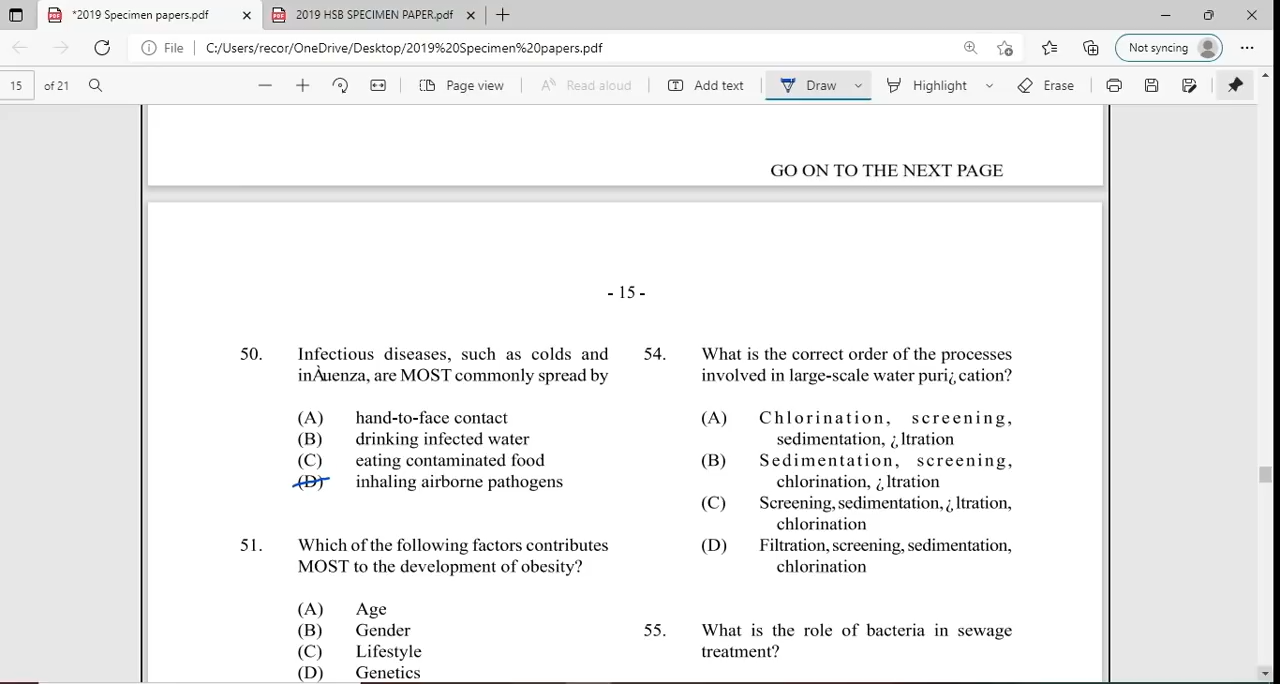 *2019 Specimen papers.pdf
2019 HSB SPECIMEN PAPER.pdf
File
C:/Users/recor/OneDrive/Desktop/2019%20Specimen%20papers.pdf
Not syncing
15 of 21
Page view
Read aloud
Add text
Draw
Highlight
Erase
GO ON TO THE NEXT PAGE
- 15 -
50. Infectious diseases, such as colds and
inÀuenza, are MOST commonly spread by
(A) hand-to-face contact
(B) drinking infected water
(C) eating contaminated food
(D) inhaling airborne pathogens
51. Which of the following factors contributes
MOST to the development of obesity?
(A) Age
(B) Gender
(C) Lifestyle
(D) Genetics
54. What is the correct order of the processes
involved in large-scale water puri¿ cation?
(A) Chlorination, screening,
sedimentation, ¿ ltration
(B) Sedimentation, screening,
chlorination, ¿ ltration
(C) Screening, sedimentation, ¿ ltration,
chlorination
(D) Filtration, screening, sedimentation,
chlorination
55. What is the role of bacteria in sewage
treatment?